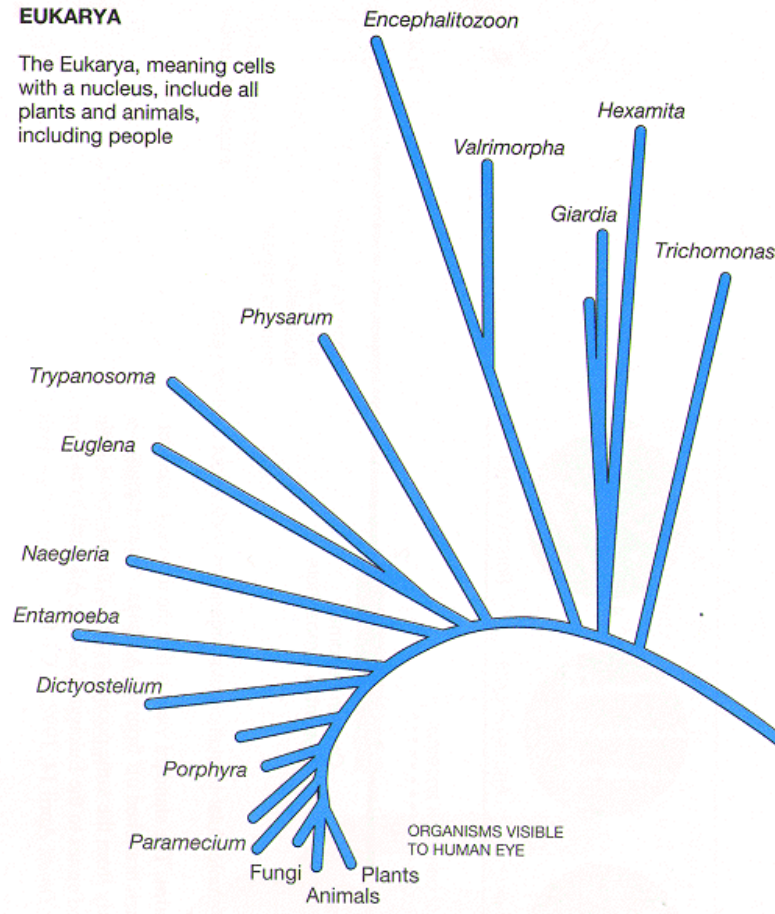 EUKARYA
The Eukarya, meaning cells
with a nucleus, include all
plants and animals,
including people
Encephalitozoon
Hexamita
Valrimorpha
Giardia
Trichomonas
Physarum
Trypanosoma
Euglena
Naegleria
Entamoeba
Dictyostelium
Porphyra
ORGANISMS VISIBLE
TO HUMAN EYE
Paramecium
Fungi
Plants
Animals